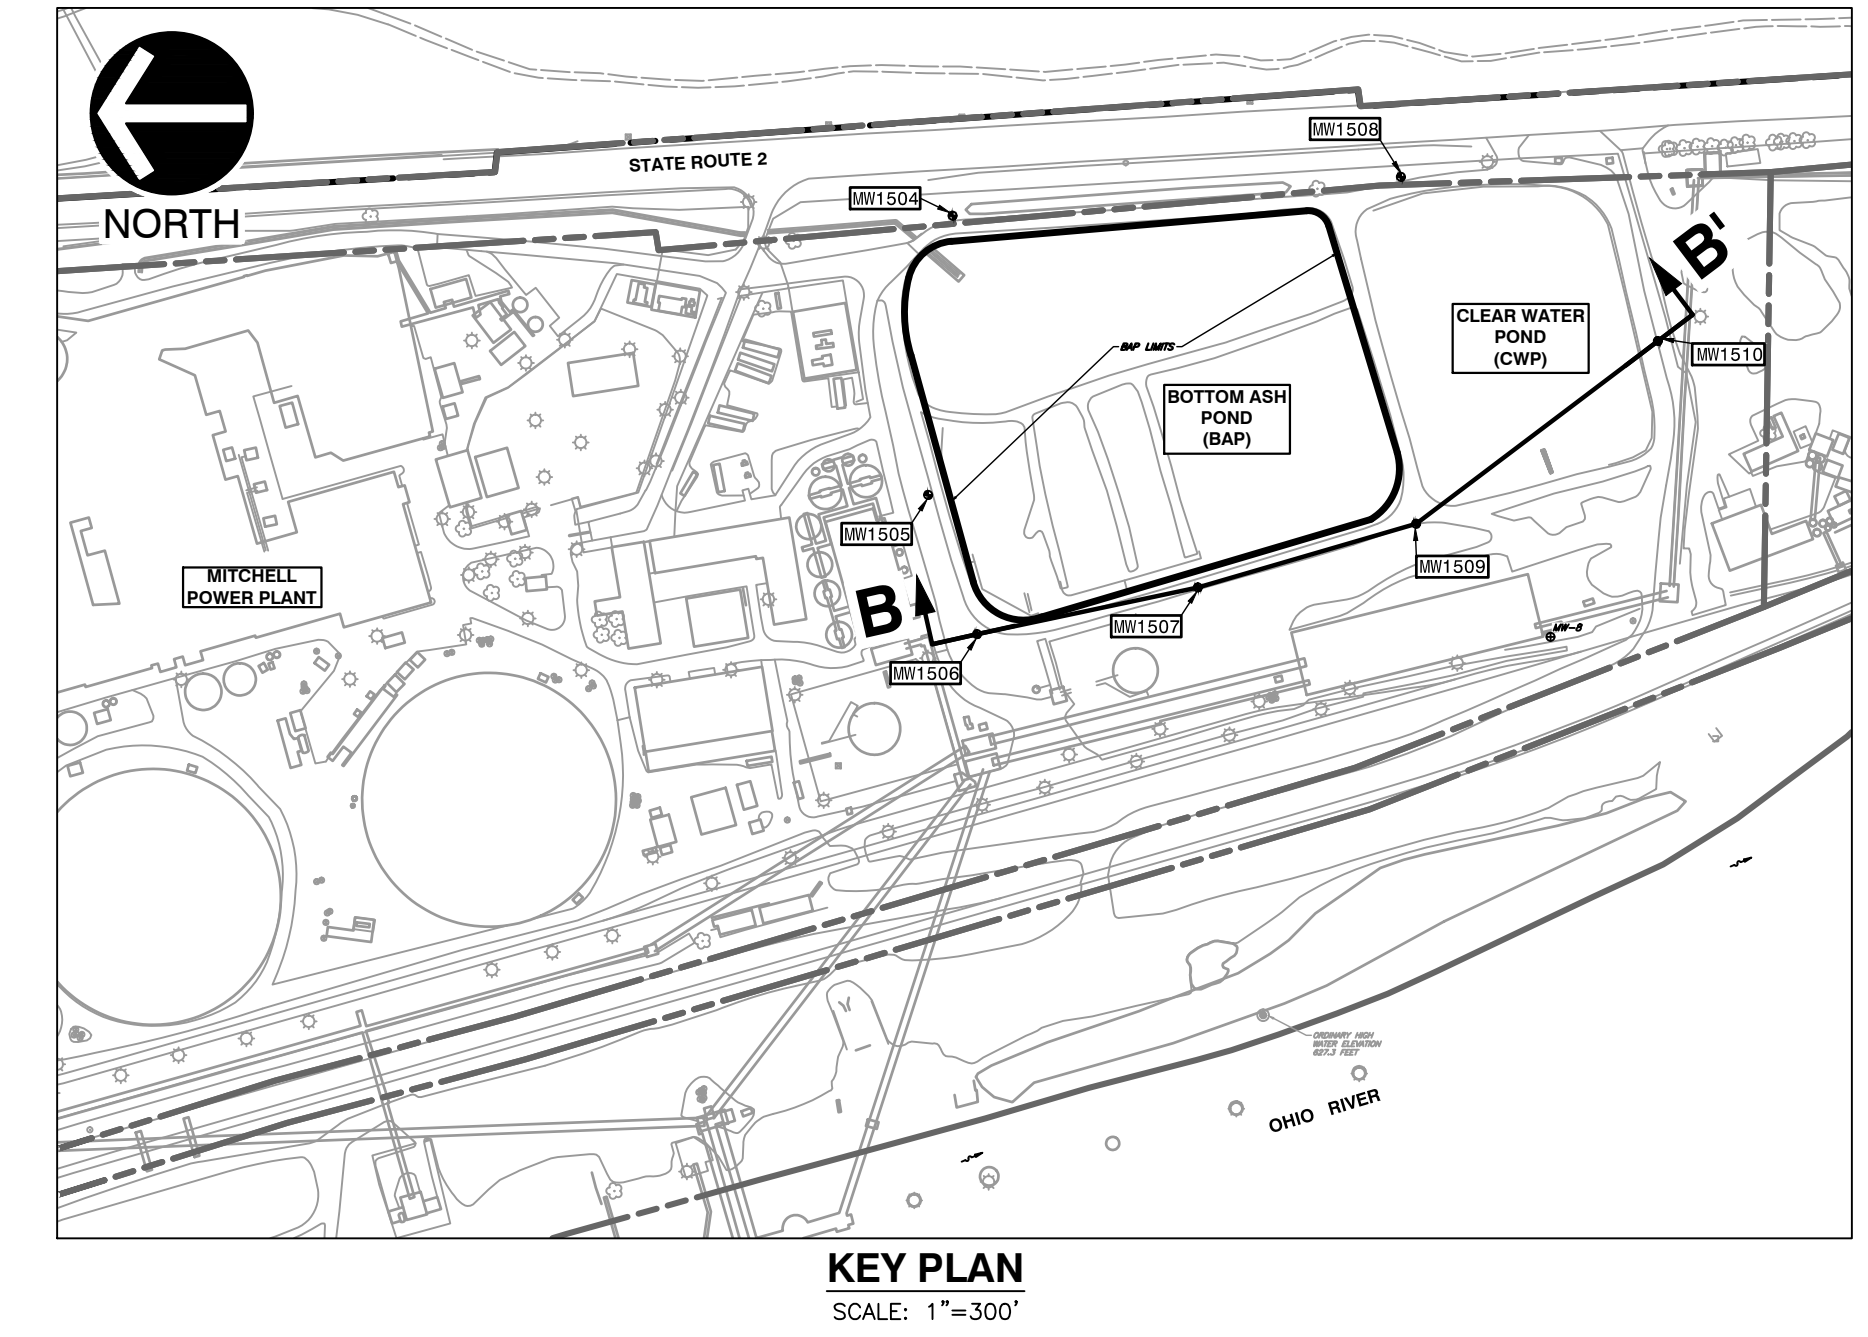 MW1508
STATE ROUTE 2
MW1504
NORTH
B'
CLEAR WATER
POND
(CWP)
BAP LIMITS
MW1510
BOTTOM ASH
POND
(BAP)
MW1505
MW1509
MITCHELL
POWER PLANT
B
MW1507
MW-8
MW1506
ORDINARY HIGH
WATER ELEVATION
627.3 FEET
OHIO RIVER
KEY PLAN
SCALE: 1"=300'